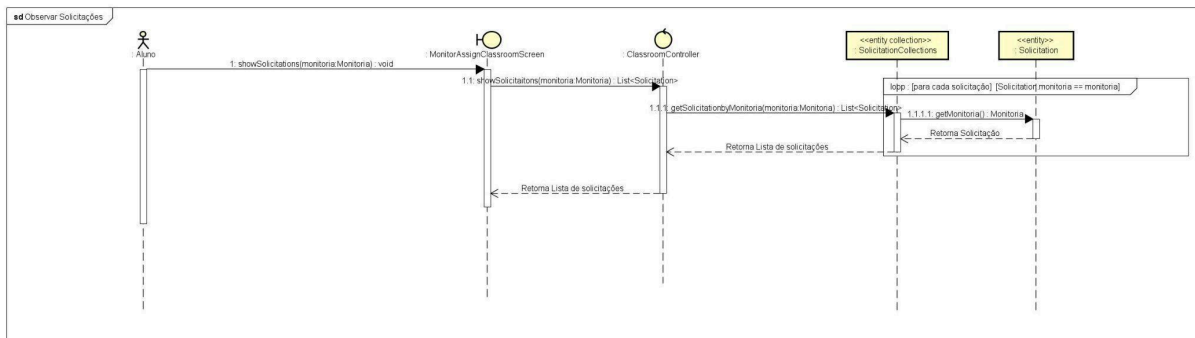 sd Observar Solicitações
: Aluno
MonitorAssignClassroomScreen
: ClassroomController
<<entity collection>>
: SolicitationCollections
<<entity>>
: Solicitation
1: showSolicitations(monitoria:Monitoria) : void
1.1: showSolicitaitons(monitoria:Monitoria) : List<Solicitation>
lopp : [para cada solicitação] [Solicitation.monitoria == monitoria]
1.1.1: getSolicitationbyMonitoria(monitoria:Monitoria) : List<Solicitation>
1.1.1.1: getMonitoria() : Monitoria
Retorna Solicitação
Retorna Lista de solicitações
Retorna Lista de solicitações